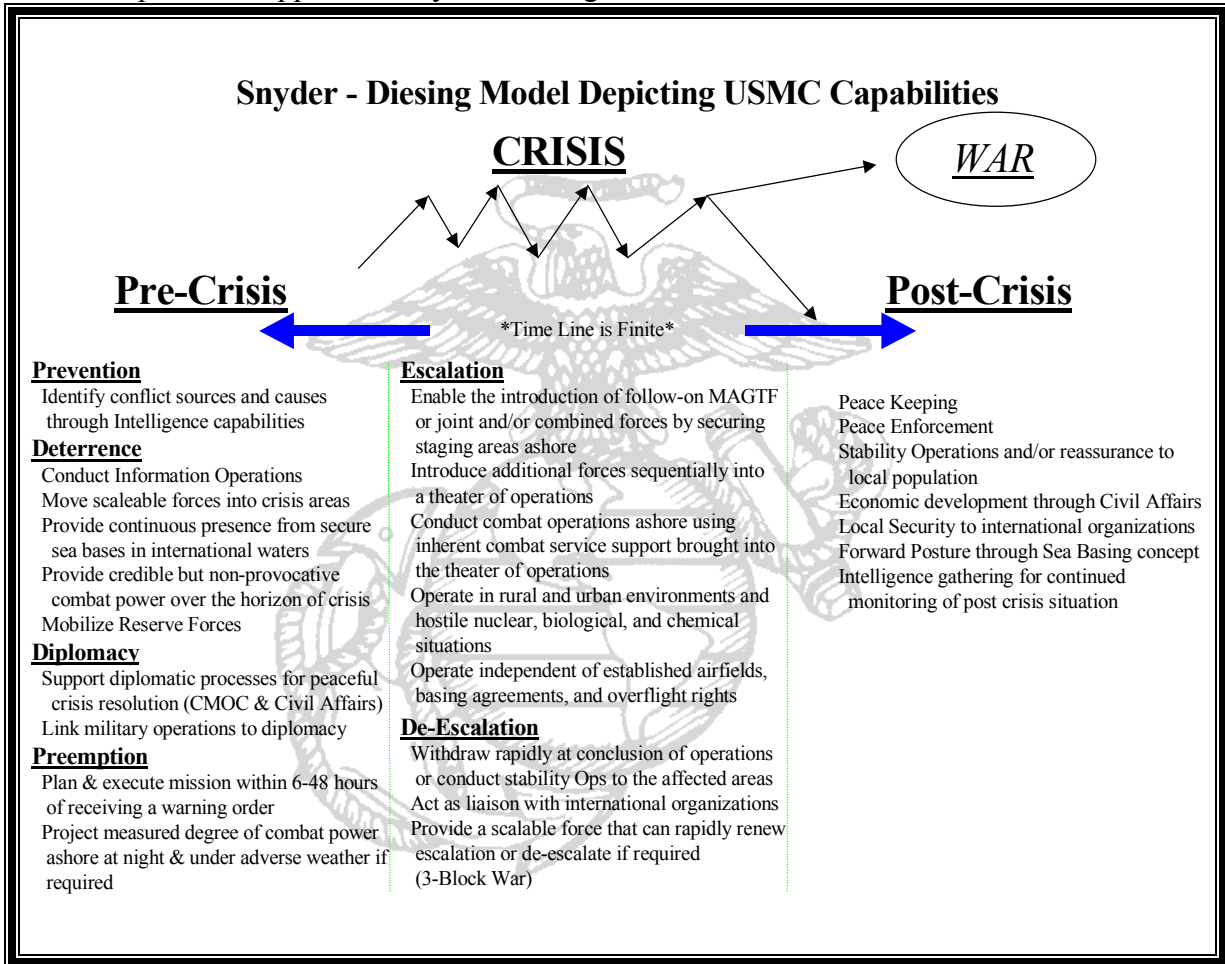 Snyder - Diesing Model Depicting USMC Capabilities
CRISIS
WAR
Pre-Crisis
Post-Crisis
*Time Line is Finite*
Prevention
Identify conflict sources and causes
through Intelligence capabilities
Deterrence
Conduct Information Operations
Move scaleable forces into crisis areas
Provide continuous presence from secure
sea bases in international waters
Provide credible but non-provocative
combat power over the horizon of crisis
Mobilize Reserve Forces
Diplomacy
Support diplomatic processes for peaceful
crisis resolution (CMOC & Civil Affairs)
Link military operations to diplomacy
Preemption
Plan & execute mission within 6-48 hours
of receiving a warning order
Project measured degree of combat power
ashore at night & under adverse weather if
required
Escalation
Enable the introduction of follow-on MAGTF
or joint and/or combined forces by securing
staging areas ashore
Introduce additional forces sequentially into
a theater of operations
Conduct combat operations ashore using
inherent combat service support brought into
the theater of operations
Operate in rural and urban environments and
hostile nuclear, biological, and chemical
situations
Operate independent of established airfields,
basing agreements, and overflight rights
De-Escalation
Withdraw rapidly at conclusion of operations
or conduct stability Ops to the affected areas
Act as liaison with international organizations
Provide a scalable force that can rapidly renew
escalation or de-escalate if required
(3-Block War)
Peace Keeping
Peace Enforcement
Stability Operations and/or reassurance to
local population
Economic development through Civil Affairs
Local Security to international organizations
Forward Posture through Sea Basing concept
Intelligence gathering for continued
monitoring of post crisis situation